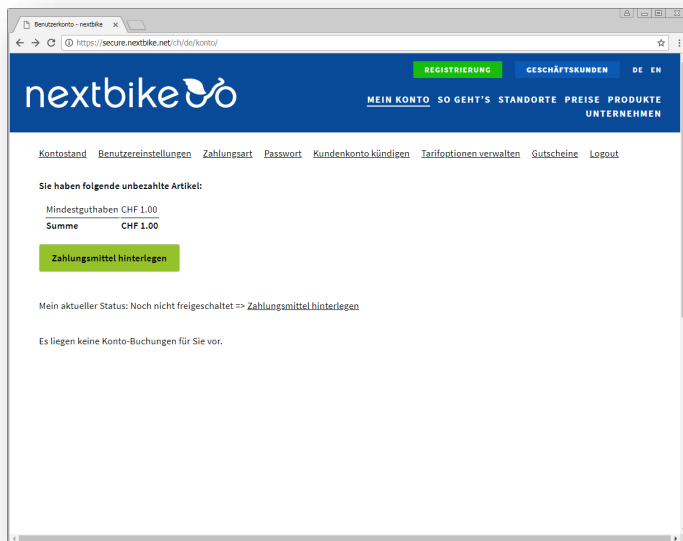 Benutzerkonto - nextbike
https://secure.nextbike.net/ch/de/konto/
REGISTRIERUNG GESCHÄFTSKUNDEN DE EN
nextbike
MEIN KONTO SO GEHT'S STANDORTE PREISE PRODUKTE
UNTERNEHMEN
Kontostand Benutzereinstellungen Zahlungsart Passwort Kundenkonto kündigen Tarifoptionen verwalten Gutscheine Logout
Sie haben folgende unbezahlte Artikel:
Mindestguthaben CHF 1.00
Summe CHF 1.00
Zahlungsmittel hinterlegen
Mein aktueller Status: Noch nicht freigeschaltet => Zahlungsmittel hinterlegen
Es liegen keine Konto-Buchungen für Sie vor.